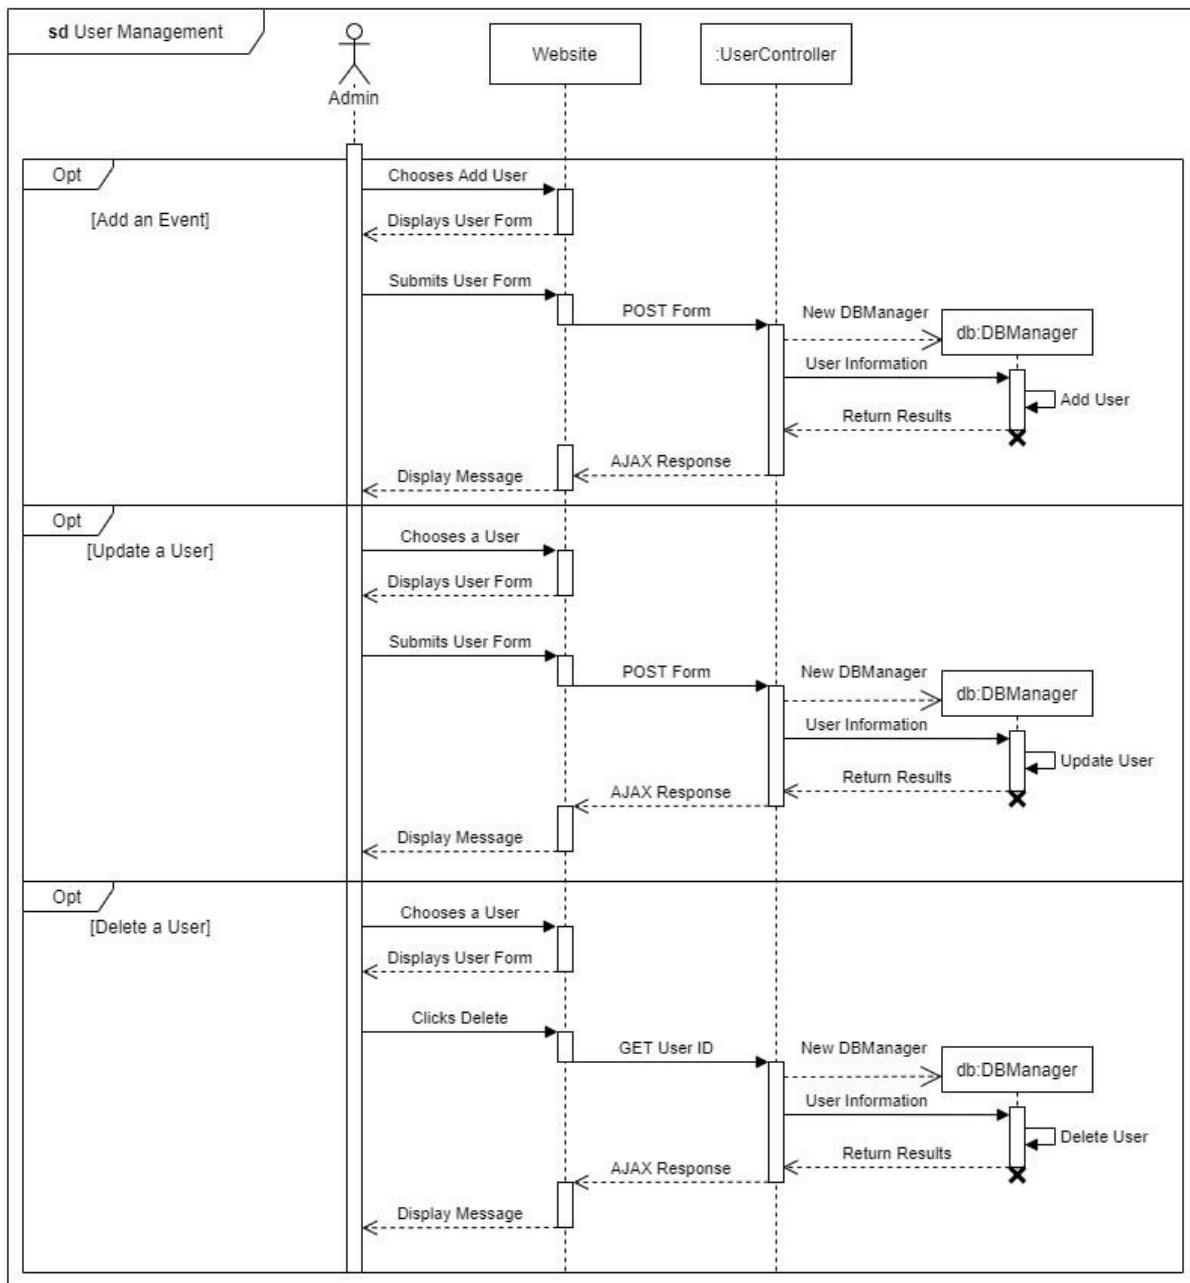 sd User Management
Admin
Website
:UserController
Opt
[Add an Event]
Chooses Add User
Displays User Form
Submits User Form
POST Form
New DBManager
db:DBManager
User Information
Add User
Return Results
AJAX Response
Display Message
Opt
[Update a User]
Chooses a User
Displays User Form
Submits User Form
POST Form
New DBManager
db:DBManager
User Information
Update User
Return Results
AJAX Response
Display Message
Opt
[Delete a User]
Chooses a User
Displays User Form
Clicks Delete
GET User ID
New DBManager
db:DBManager
User Information
Delete User
Return Results
AJAX Response
Display Message